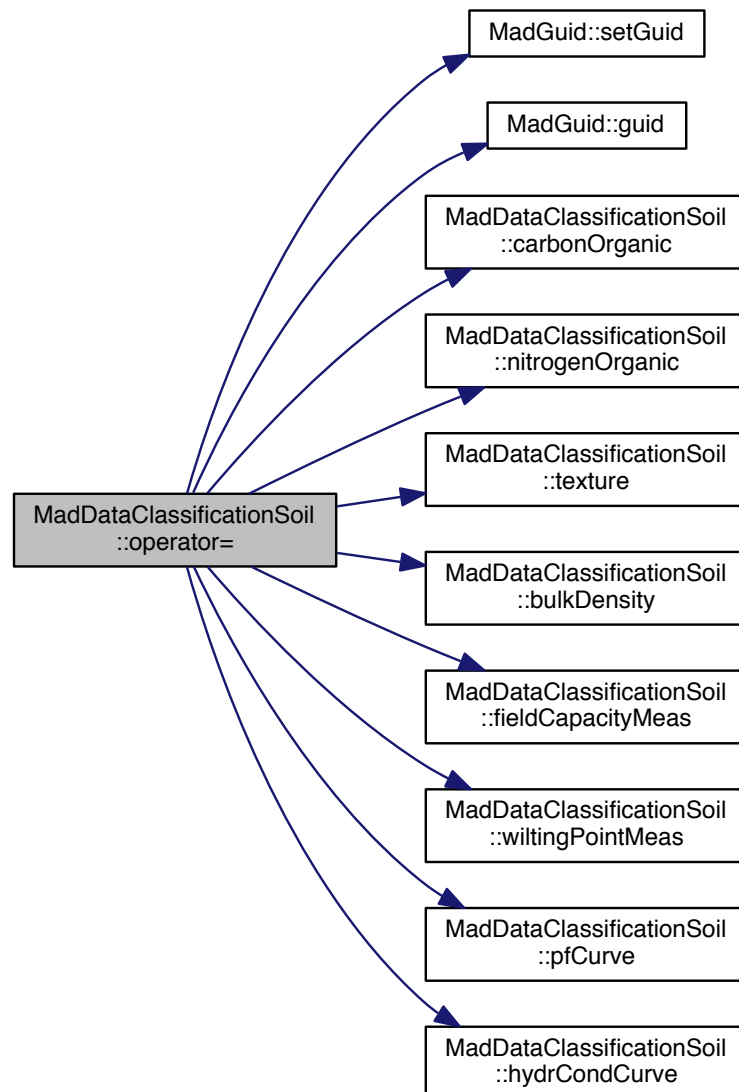 MadGuid::setGuid
MadGuid::guid
MadDataClassificationSoil
::carbonOrganic
MadDataClassificationSoil
::nitrogenOrganic
MadDataClassificationSoil
::texture
MadDataClassificationSoil
::operator=
MadDataClassificationSoil
::bulkDensity
MadDataClassificationSoil
::fieldCapacityMeas
MadDataClassificationSoil
::wiltingPointMeas
MadDataClassificationSoil
::pfCurve
MadDataClassificationSoil
::hydrCondCurve